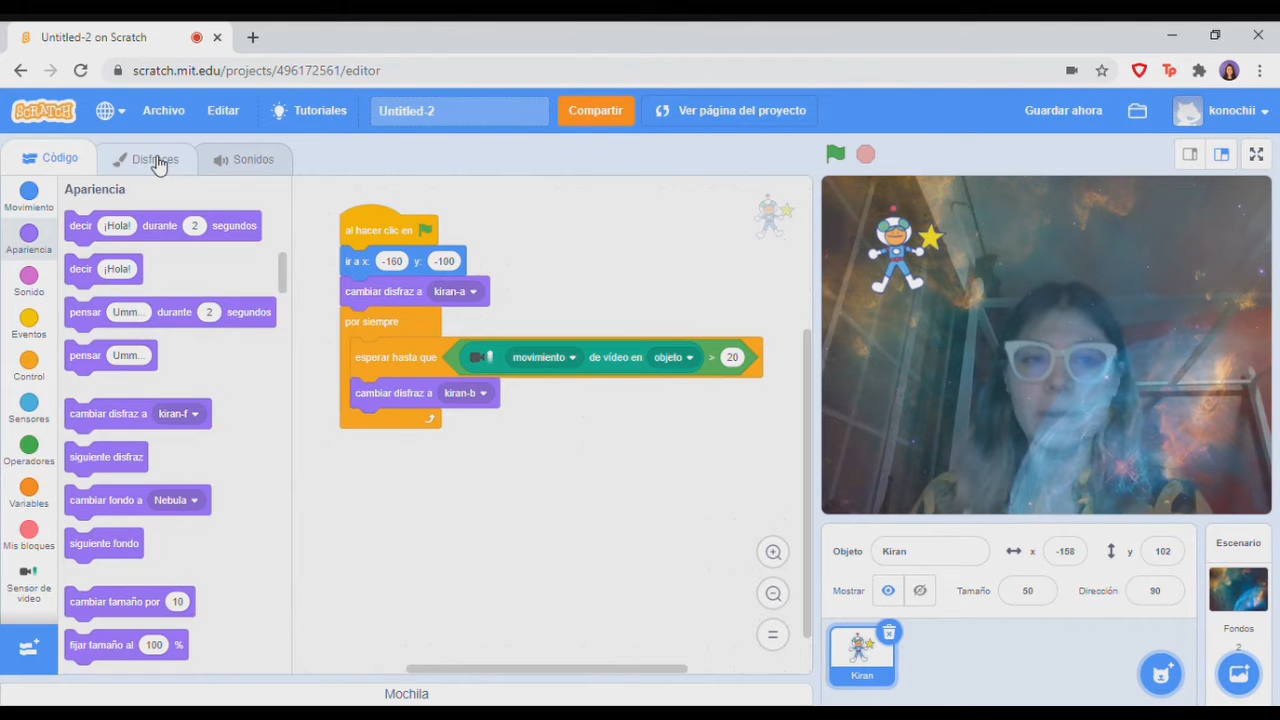 Untitled-2 on Scratch
scratch.mit.edu/projects/496172561/editor
Tp
SCRATCH
Archivo
Editar
Tutoriales
Untitled-2
Compartir
Ver página del proyecto
Guardar ahora
konochii
Código
Disfraces
Sonidos
Movimiento
Apariencia
Sonido
Eventos
Control
Sensores
Operadores
Variables
Mis bloques
Sensor de
video
Apariencia
decir ¡Hola! durante 2 segundos
decir ¡Hola!
pensar Umm... durante 2 segundos
pensar Umm...
cambiar disfraz a kiran-f
siguiente disfraz
cambiar fondo a Nebula
siguiente fondo
cambiar tamaño por 10
fijar tamaño al 100 %
al hacer clic en
ir a x: -160 y: -100
cambiar disfraz a kiran-a
por siempre
esperar hasta que movimiento de vídeo en objeto > 20
cambiar disfraz a kiran-b
Objeto Kiran x -158 y 102
Mostrar Tamaño 50 Dirección 90
Kiran
Escenario
Fondos
2
Mochila